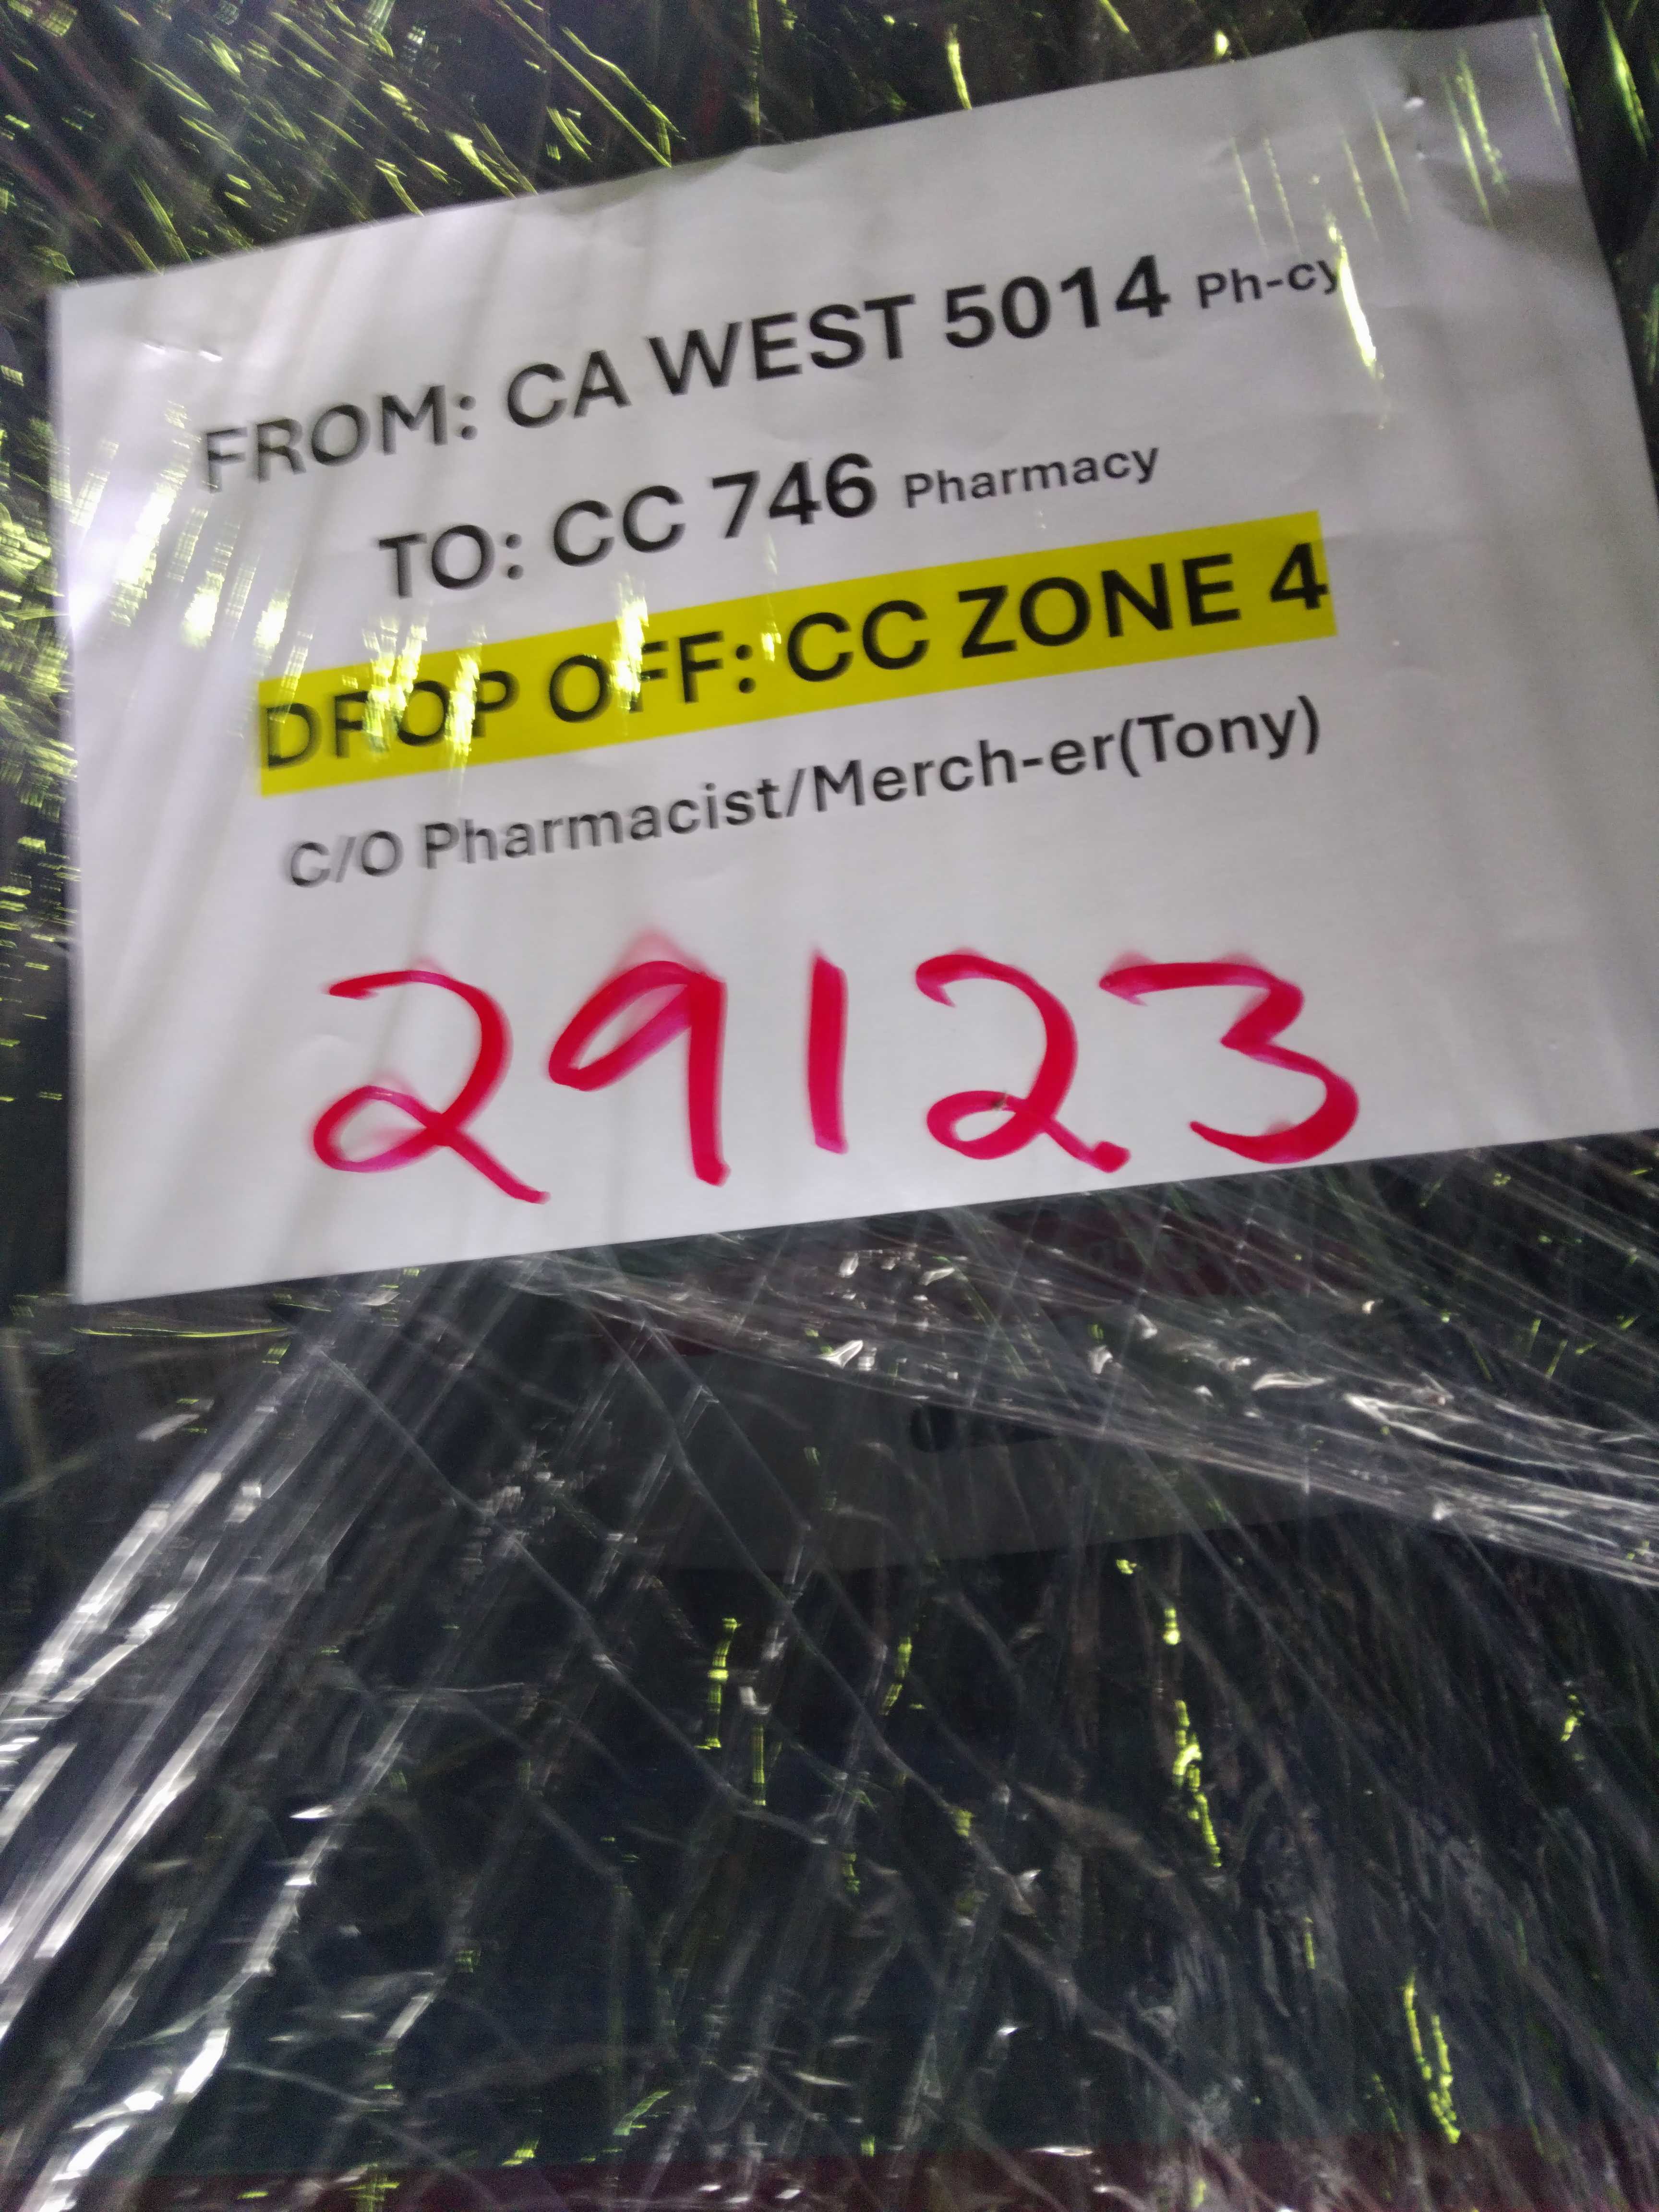 FROM: CA WEST 5014 Ph-cy
TO: CC 746 Pharmacy
DROP OFF: CC ZONE 4
C/O Pharmacist/Merch-er(Tony)
29123